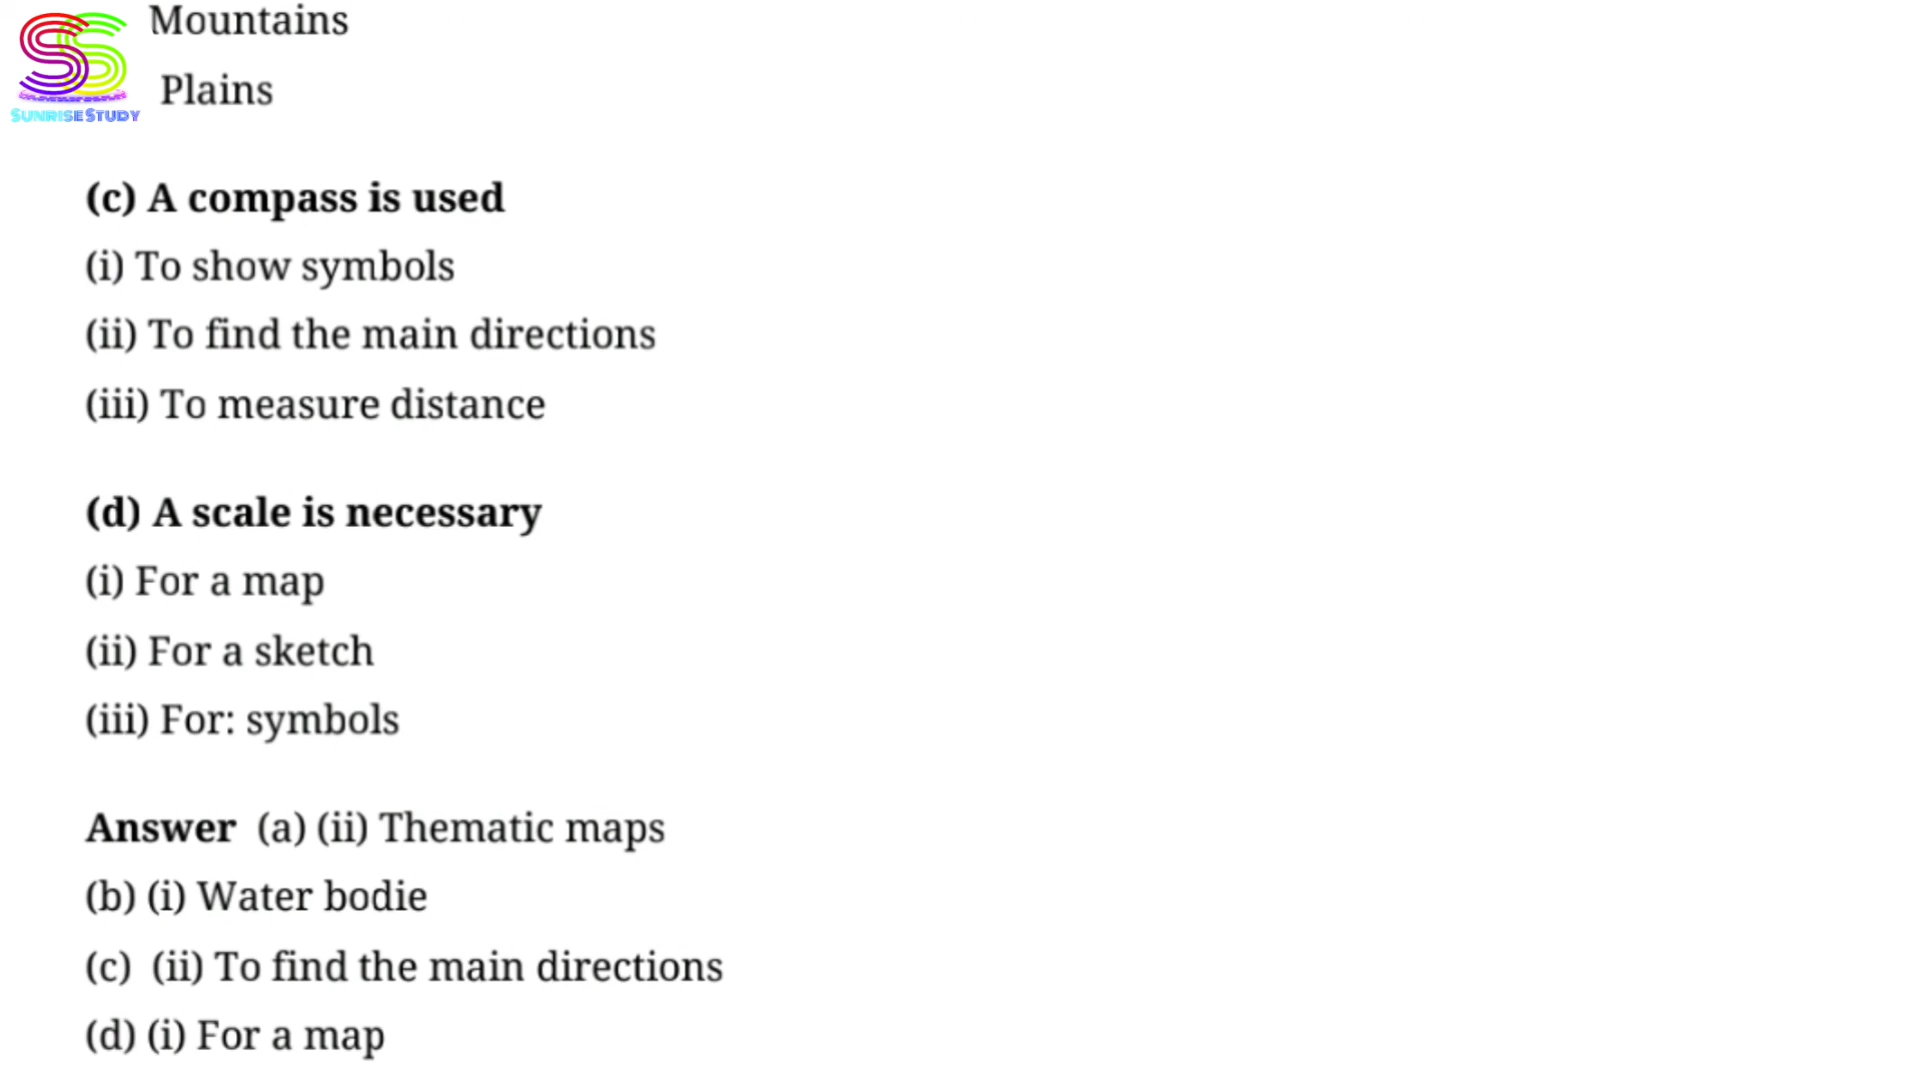 Mountains
Plains
SUNRISESTUDY
(c) A compass is used
(i) To show symbols
(ii) To find the main directions
(iii) To measure distance
(d) A scale is necessary
(i) For a map
(ii) For a sketch
(iii) For: symbols
Answer (a) (ii) Thematic maps
(b) (i) Water bodie
(c) (ii) To find the main directions
(d) (i) For a map